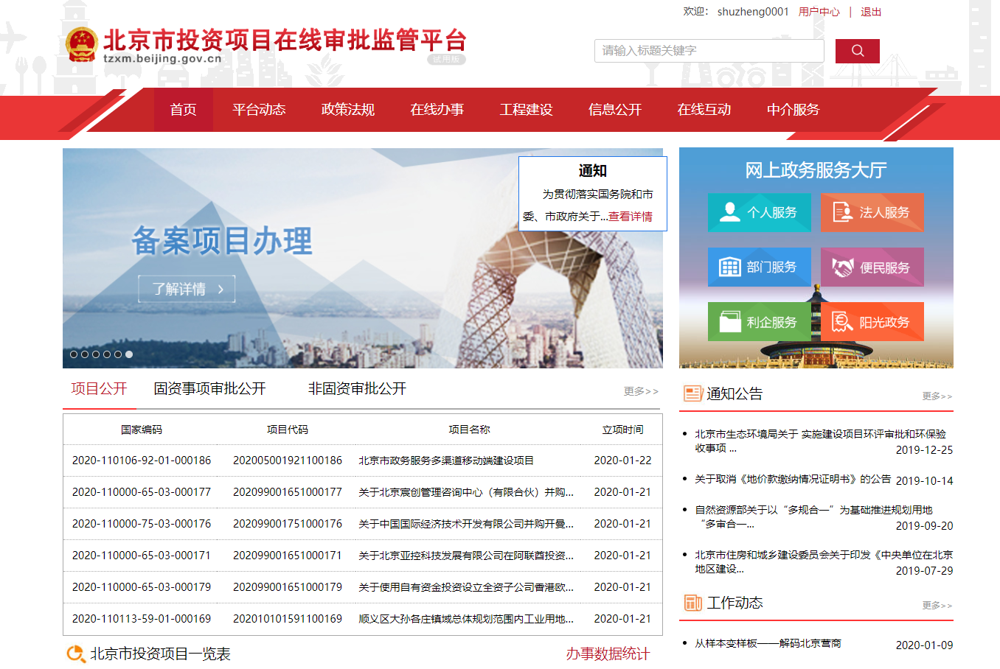 欢迎： shuzheng0001 用户中心 | 退出
北京市投资项目在线审批监管平台
tzxm.beijing.gov.cn
试用版
请输入标题关键字
首页 平台动态 政策法规 在线办事 工程建设 信息公开 在线互动 中介服务
备案项目办理
了解详情 >
通知
为贯彻落实国务院和市
委、市政府关于...查看详情
网上政务服务大厅
个人服务 法人服务
部门服务 便民服务
利企服务 阳光政务
项目公开 固资事项审批公开 非固资审批公开 更多>>
国家编码 项目代码 项目名称 立项时间
2020-110106-92-01-000186 202005001921100186 北京市政务服务多渠道移动端建设项目 2020-01-22
2020-110000-65-03-000177 202099001651000177 关于北京宸创管理咨询中心（有限合伙）并购... 2020-01-21
2020-110000-75-03-000176 202099001751000176 关于中国国际经济技术开发有限公司并购开曼... 2020-01-21
2020-110000-65-03-000171 202099001651000171 关于北京亚控科技发展有限公司在阿联酋投资... 2020-01-21
2020-110000-65-03-000179 202099001651000179 关于使用自有资金投资设立全资子公司香港欧... 2020-01-21
2020-110113-59-01-000169 202010101591100169 顺义区大孙各庄镇域总体规划范围内工业用地... 2020-01-21
北京市投资项目一览表 办事数据统计
通知公告 更多>>
北京市生态环境局关于 实施建设项目环评审批和环保验
收事项 ... 2019-12-25
关于取消《地价款缴纳情况证明书》的公告 2019-10-14
自然资源部关于以“多规合一”为基础推进规划用地
“多审合一... 2019-09-20
北京市住房和城乡建设委员会关于印发《中央单位在北京
地区建设... 2019-07-29
工作动态 更多>>
从样本变样板——解码北京营商 2020-01-09